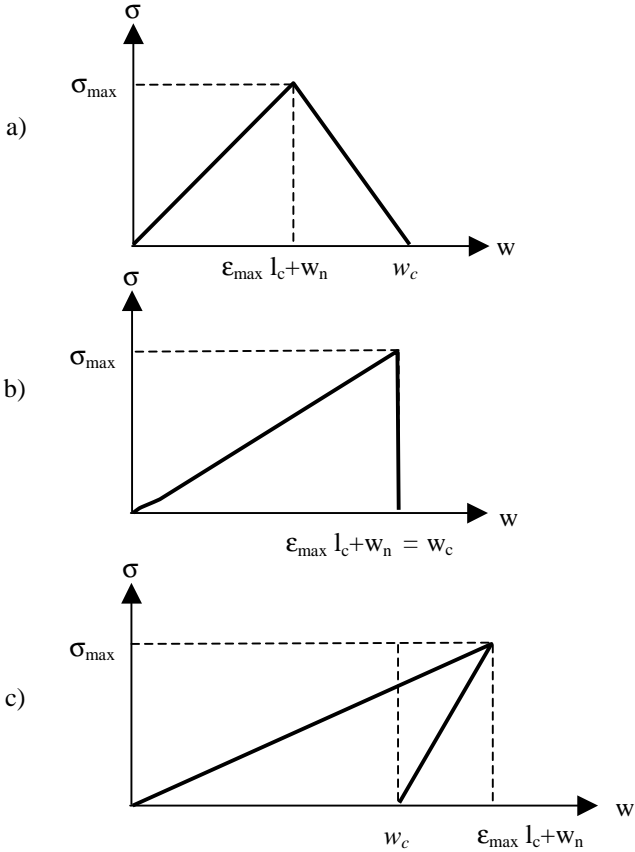 σ
σmax
a)
w
εmax lc+wn wc
σ
σmax
b)
w
εmax lc+wn = wc
σ
σmax
c)
w
wc εmax lc+wn